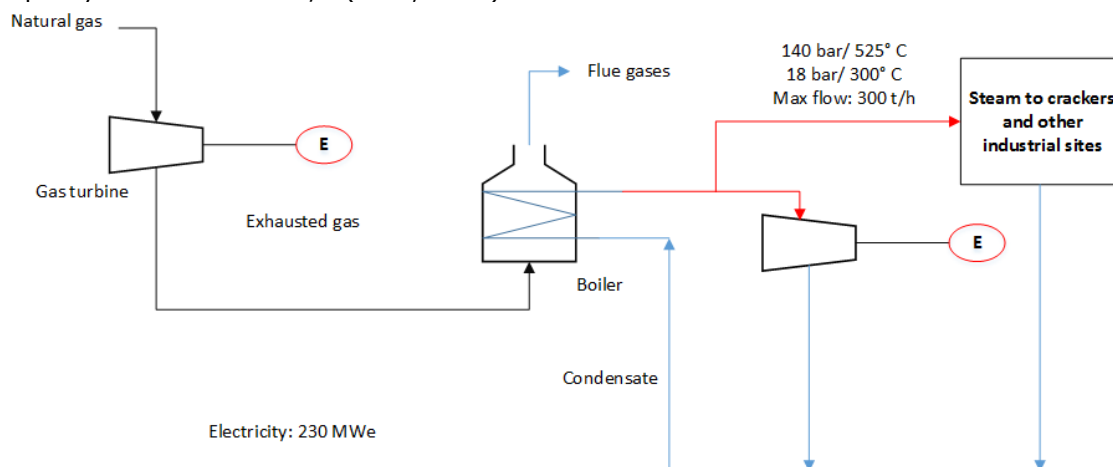 Natural gas
Flue gases
140 bar/ 525° C
18 bar/ 300° C
Max flow: 300 t/h
Steam to crackers
and other
industrial sites
E
Gas turbine
Exhausted gas
E
Boiler
Condensate
Electricity: 230 MWe